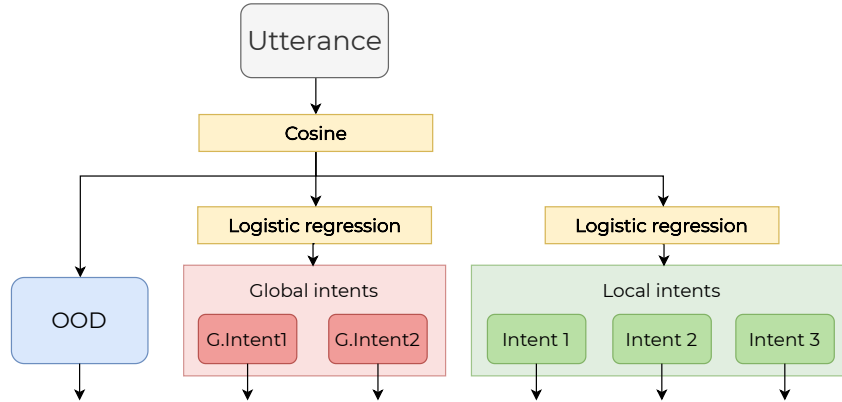 Utterance
Cosine
Logistic regression
Logistic regression
OOD
Global intents
G.Intent1
G.Intent2
Local intents
Intent 1
Intent 2
Intent 3